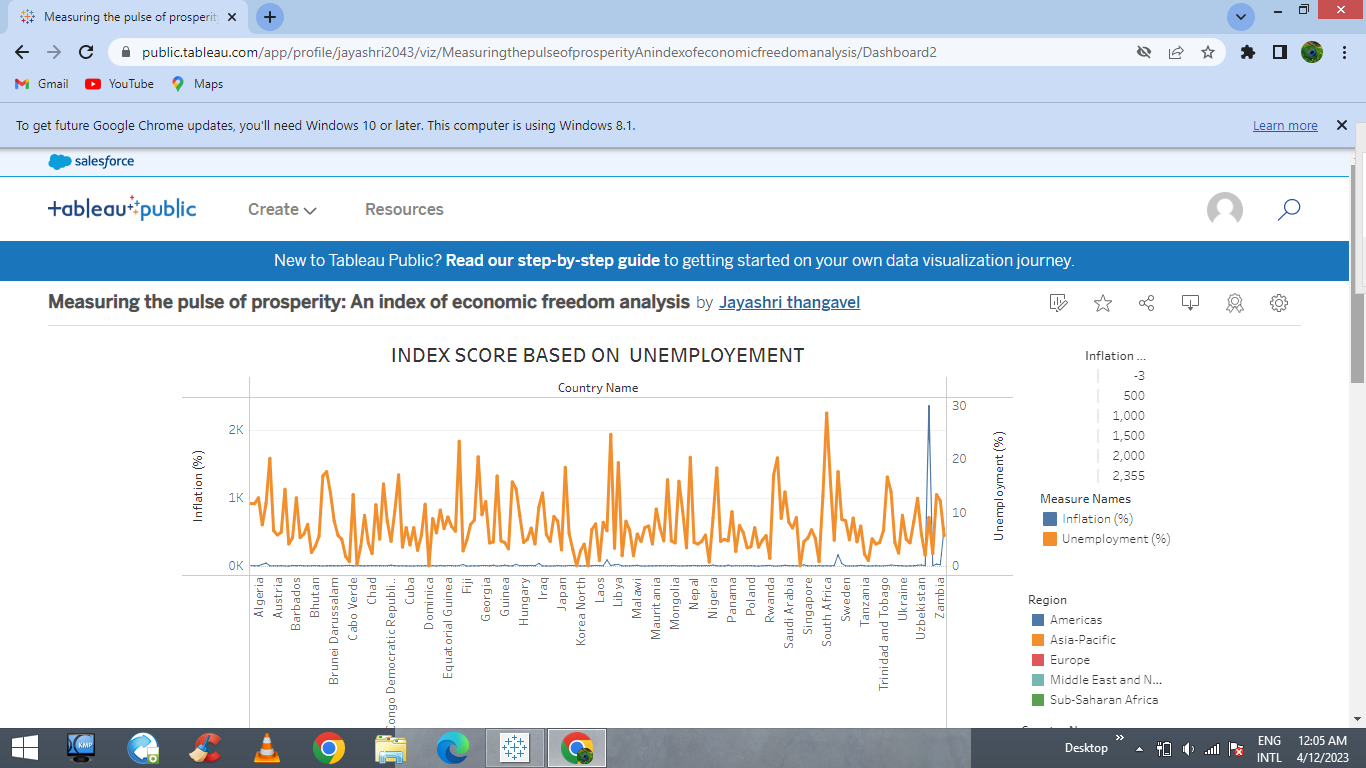 Measuring the pulse of prosperit
public.tableau.com/app/profile/jayashri2043/viz/MeasuringthepulseofprosperityAnindexofeconomicfreedomanalysis/Dashboard2
Gmail YouTube Maps
To get future Google Chrome updates, you'll need Windows 10 or later. This computer is using Windows 8.1. Learn more
salesforce
tableau public Create Resources
New to Tableau Public? Read our step-by-step guide to getting started on your own data visualization journey.
Measuring the pulse of prosperity: An index of economic freedom analysis by Jayashri thangavel
INDEX SCORE BASED ON UNEMPLOYEMENT
Country Name
Inflation (%)
2K
1K
0K
30
20
10
0
Unemployment (%)
Algeria
Austria
Barbados
Bhutan
Brunei Darussalam
Cabo Verde
Chad
Congo Democratic Republi..
Cuba
Dominica
Equatorial Guinea
Fiji
Georgia
Guinea
Hungary
Iraq
Japan
Korea North
Laos
Libya
Malawi
Mauritania
Mongolia
Nepal
Nigeria
Panama
Poland
Rwanda
Saudi Arabia
Singapore
South Africa
Sweden
Tanzania
Trinidad and Tobago
Ukraine
Uzbekistan
Zambia
Inflation ...
-3
500
1,000
1,500
2,000
2,355
Measure Names
Inflation (%)
Unemployment (%)
Region
Americas
Asia-Pacific
Europe
Middle East and N...
Sub-Saharan Africa
KMP
Desktop
ENG
INTL
12:05 AM
4/12/2023